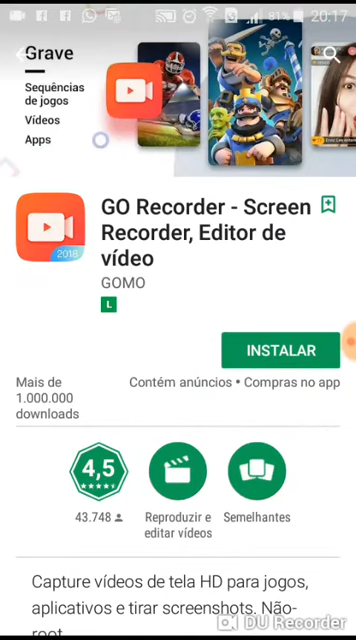 81% 20:17
Grave
Sequências
de jogos
Vídeos
Apps
2018
GO Recorder - Screen
Recorder, Editor de
vídeo
GOMO
L
INSTALAR
Mais de
1.000.000
downloads
Contém anúncios • Compras no app
4,5
43.748
Reproduzir e
editar vídeos
Semelhantes
Capture vídeos de tela HD para jogos,
aplicativos e tirar screenshots. Não-
root
DU Recorder